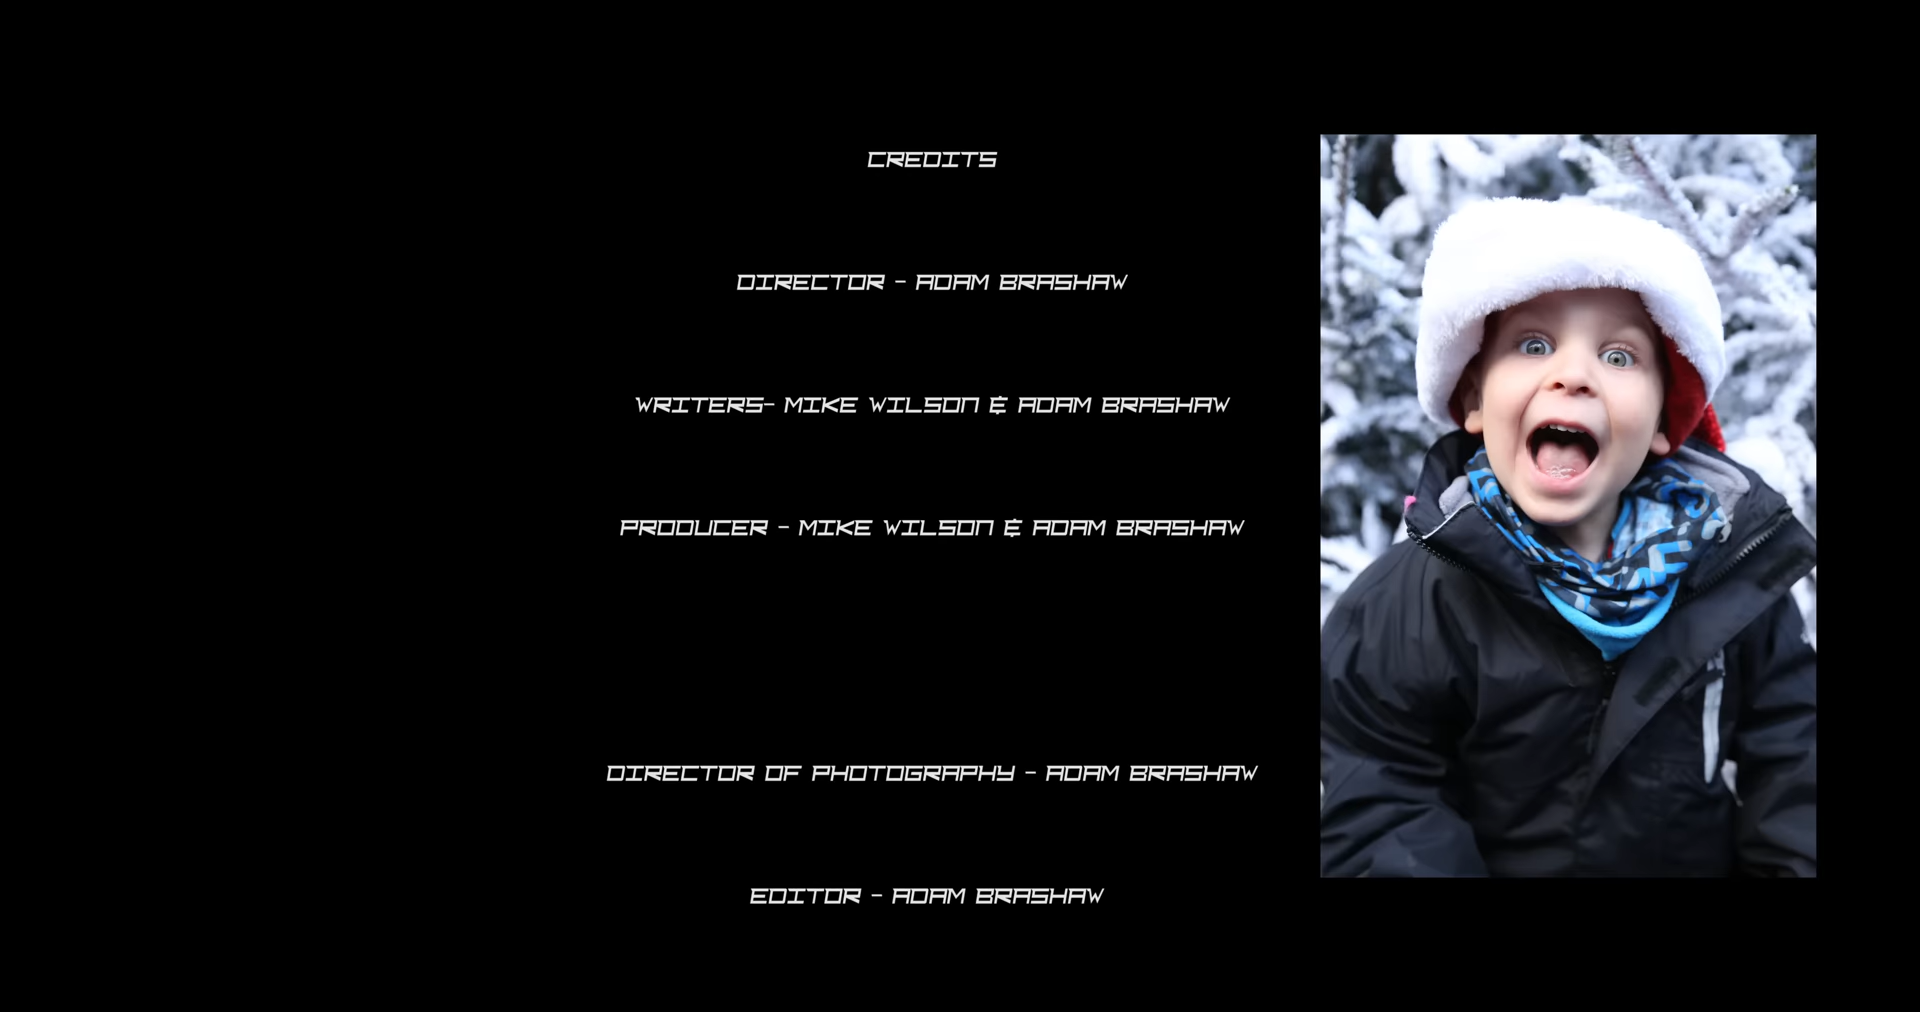 CREDITS
DIRECTOR - ADAM BRASHAW
WRITERS- MIKE WILSON & ADAM BRASHAW
PRODUCER - MIKE WILSON & ADAM BRASHAW
DIRECTOR OF PHOTOGRAPHY - ADAM BRASHAW
EDITOR - ADAM BRASHAW